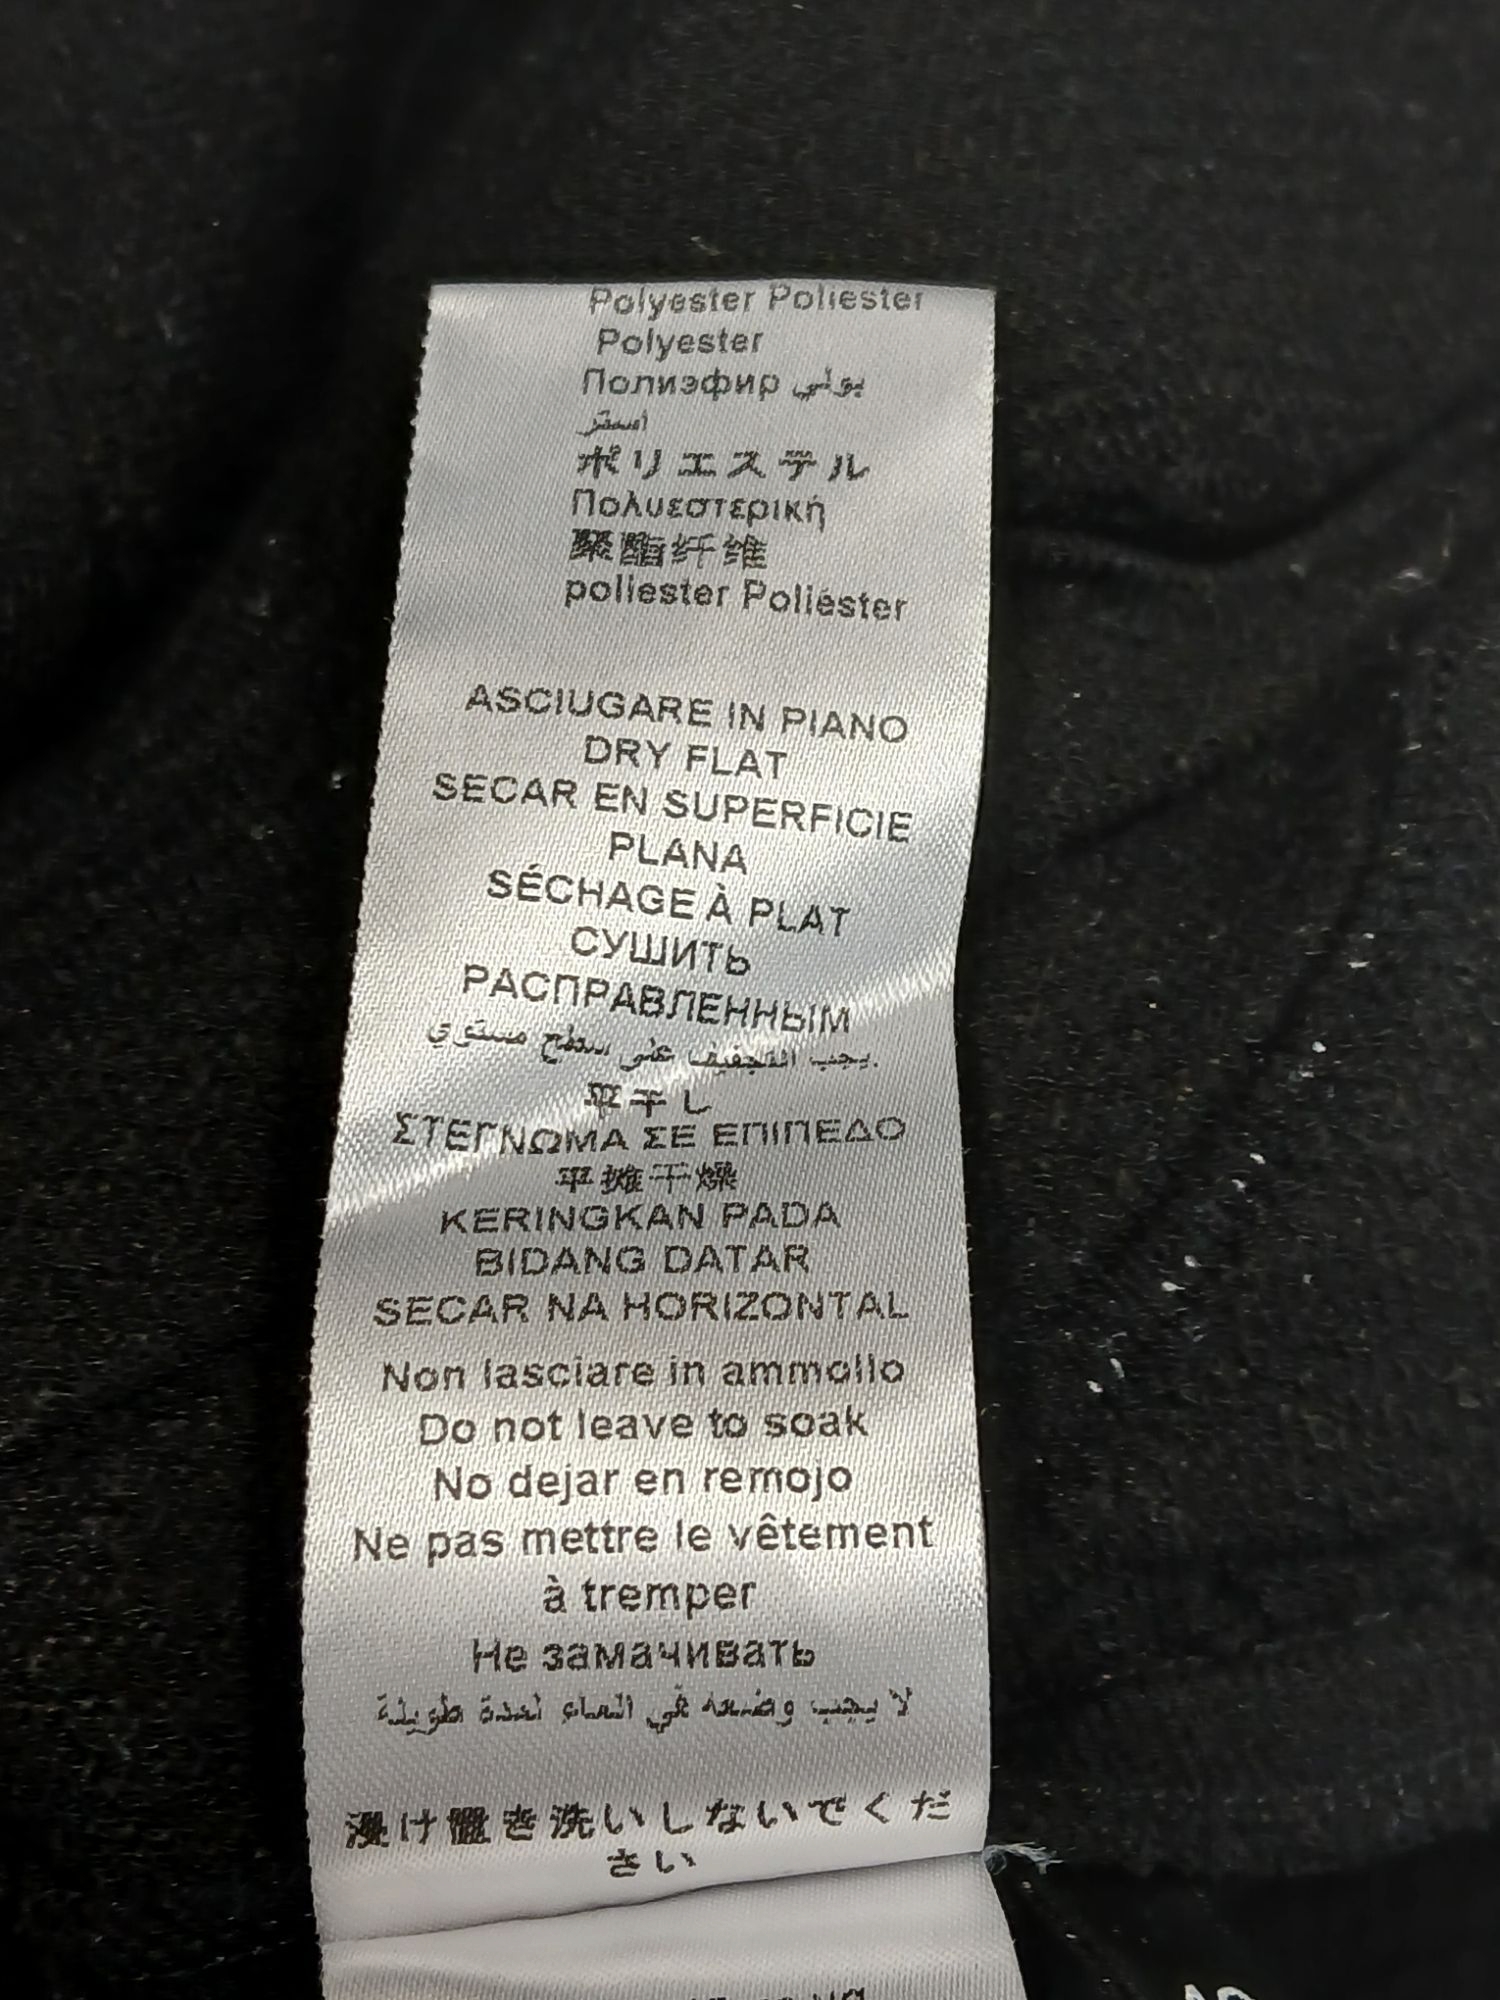 Polyester Poliester
Polyester
Полиэфир بولي
استر
ポリエステル
Πολυεστερική
聚酯纤维
poliester Poliéster
ASCIUGARE IN PIANO
DRY FLAT
SECAR EN SUPERFICIE
PLANA
SÉCHAGE À PLAT
СУШИТЬ
РАСПРАВЛЕННЫМ
يجب التجفيف على سطح مستوي.
平干し
ΣΤΕΓΝΩΜΑ ΣΕ ΕΠΙΠΕΔΟ
平摊干燥
KERINGKAN PADA
BIDANG DATAR
SECAR NA HORIZONTAL
Non lasciare in ammollo
Do not leave to soak
No dejar en remojo
Ne pas mettre le vêtement
à tremper
Не замачивать
لا يجب وضعه في الماء لمدة طويلة
浸け置き洗いしないでくだ
さい